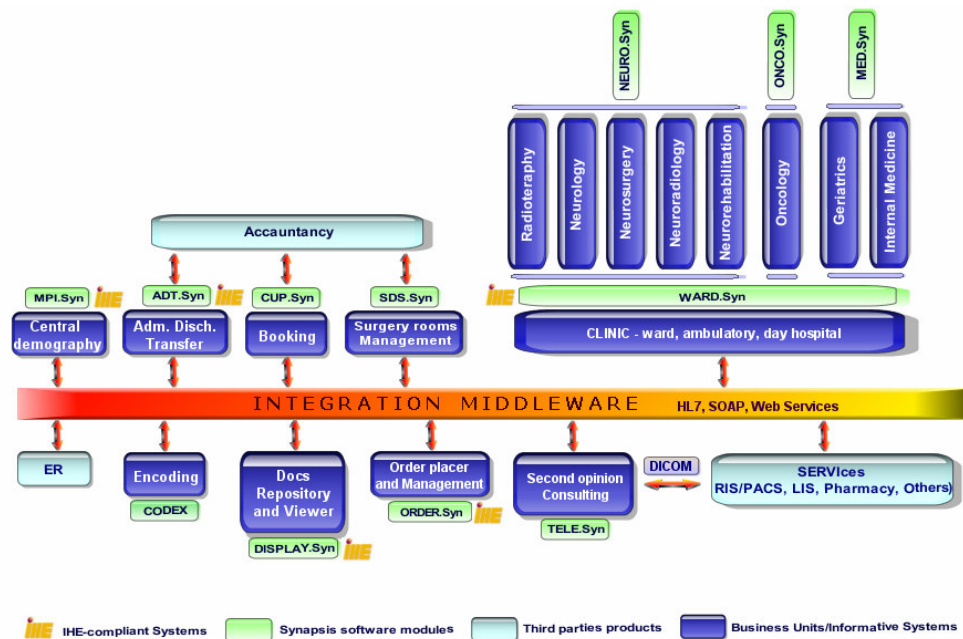 NEURO.Syn
ONCO.Syn
MED.Syn
Radioteraphy
Neurology
Neurosurgery
Neuroradiology
Neurorehabilitation
Oncology
Geriatrics
Internal Medicine
Accauntancy
MPI.Syn
IHE
ADT.Syn
IHE
CUP.Syn
SDS.Syn
IHE
WARD.Syn
Central
demography
Adm. Disch.
Transfer
Booking
Surgery rooms
Management
CLINIC - ward, ambulatory, day hospital
INTEGRATION MIDDLEWARE
HL7, SOAP, Web Services
ER
Encoding
CODEX
Docs
Repository
and Viewer
DISPLAY.Syn
IHE
Order placer
and Management
ORDER.Syn
IHE
Second opinion
Consulting
TELE.Syn
DICOM
SERVIces
RIS/PACS, LIS, Pharmacy, Others)
IHE
IHE-compliant Systems
Synapsis software modules
Third parties products
Business Units/Informative Systems